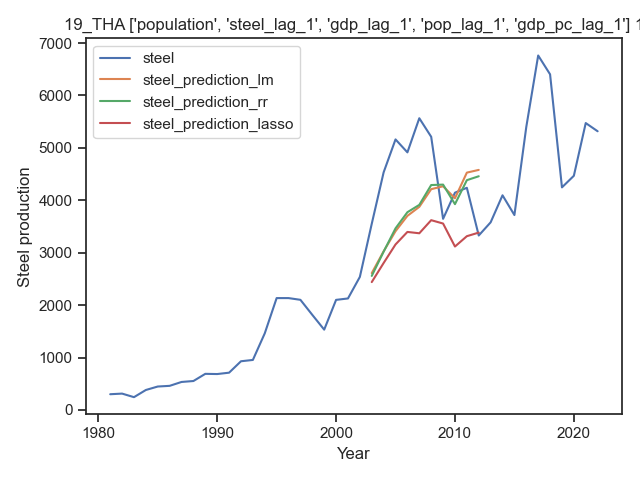 19_THA ['population', 'steel_lag_1', 'gdp_lag_1', 'pop_lag_1', 'gdp_pc_lag_1'] 1
7000
6000
5000
4000
3000
2000
1000
0
Steel production
steel
steel_prediction_lm
steel_prediction_rr
steel_prediction_lasso
1980
1990
2000
2010
2020
Year